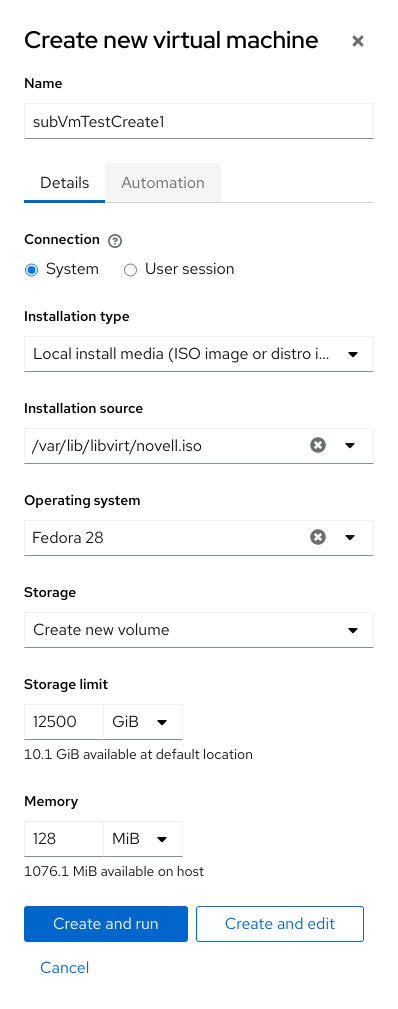 Create new virtual machine
Name
subVmTestCreate1
Details Automation
Connection
System User session
Installation type
Local install media (ISO image or distro i...
Installation source
/var/lib/libvirt/novell.iso
Operating system
Fedora 28
Storage
Create new volume
Storage limit
12500 GiB
10.1 GiB available at default location
Memory
128 MiB
1076.1 MiB available on host
Create and run Create and edit
Cancel